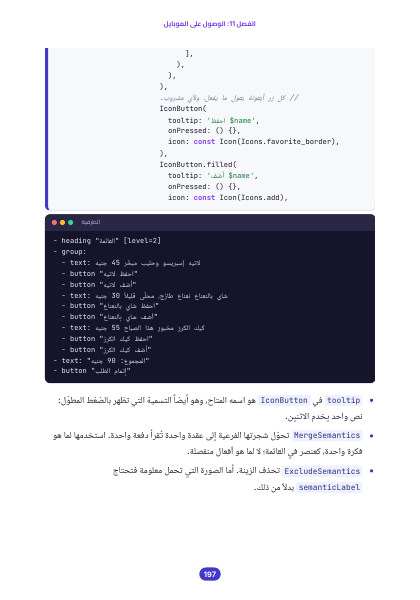 الفصل 11: الوصول على الموبايل
],
),
),
),
// كل زر أيقونة يقول ما يفعل، ولأي مشروب.
IconButton(
tooltip: 'احفظ $name',
onPressed: () {},
icon: const Icon(Icons.favorite_border),
),
IconButton.filled(
tooltip: 'أضف $name',
onPressed: () {},
icon: const Icon(Icons.add),
الطرفية
- heading "القائمة" [level=2]
- group:
- text: لاتيه إسبريسو وحليب مبخّر 45 جنيه
- button "احفظ لاتيه"
- button "أضف لاتيه"
- text: شاي بالنعناع نعناع طازج، محلّى قليلاً 30 جنيه
- button "احفظ شاي بالنعناع"
- button "أضف شاي بالنعناع"
- text: كيك الكرز مخبوز هذا الصباح 55 جنيه
- button "احفظ كيك الكرز"
- button "أضف كيك الكرز"
- text: "المجموع: 90 جنيه"
- button "إتمام الطلب"
• tooltip في IconButton هو اسمه المتاح، وهو أيضاً التسمية التي تظهر بالضغط المطوّل:
نص واحد يخدم الاثنين.
• MergeSemantics تحوّل شجرتها الفرعية إلى عقدة واحدة تُقرأ دفعة واحدة. استخدمها لما هو
فكرة واحدة، كعنصر في القائمة؛ لا لما هو أفعال منفصلة.
• ExcludeSemantics تحذف الزينة. أما الصورة التي تحمل معلومة فتحتاج
semanticLabel بدلاً من ذلك.
197